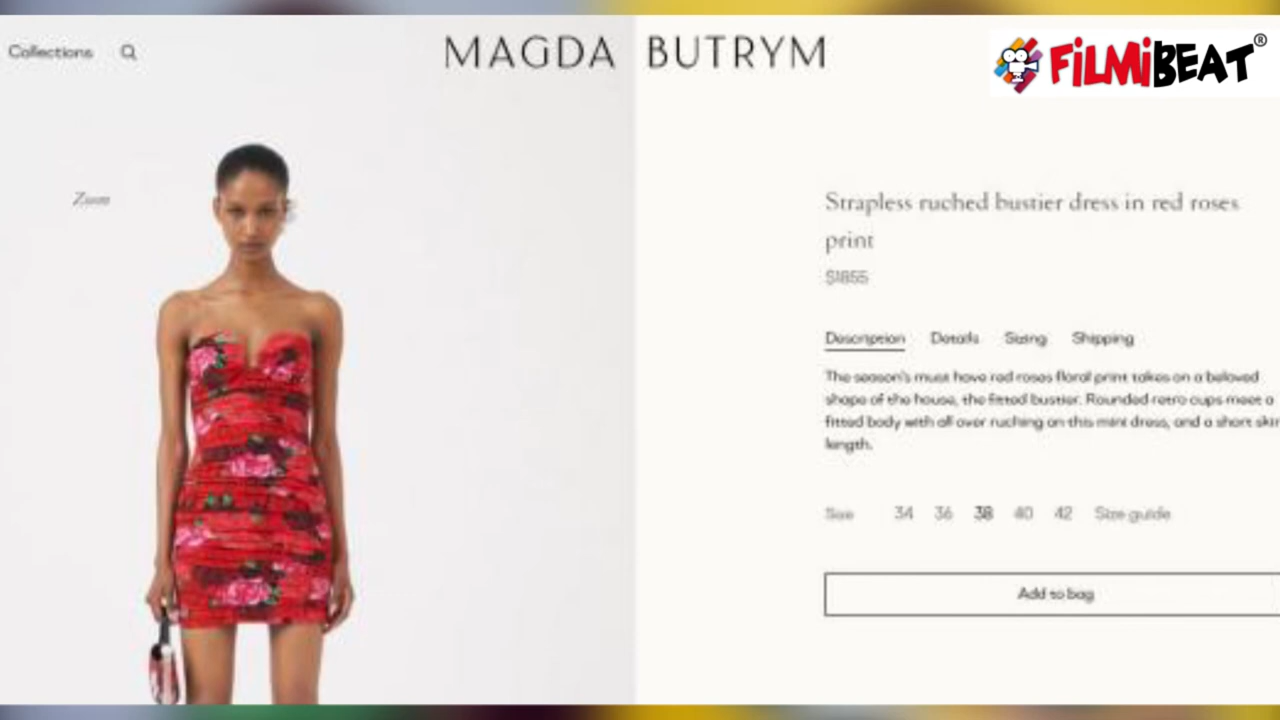 Collections
MAGDA BUTRYM
FiLMiBEAT®
Zoom
Strapless ruched bustier dress in red roses
print
$1855
Description Details Sizing Shipping
The season's must have red roses floral print takes on a beloved
shape of the house, the fitted bustier. Rounded retro cups meet a
fitted body with all over ruching on this mini dress, and a short skir
length.
Size 34 36 38 40 42 Size guide
Add to bag